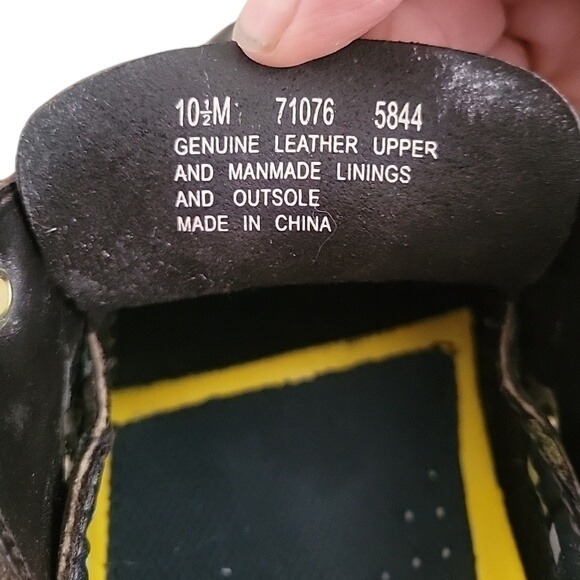 10½M 71076 5844
GENUINE LEATHER UPPER
AND MANMADE LININGS
AND OUTSOLE
MADE IN CHINA